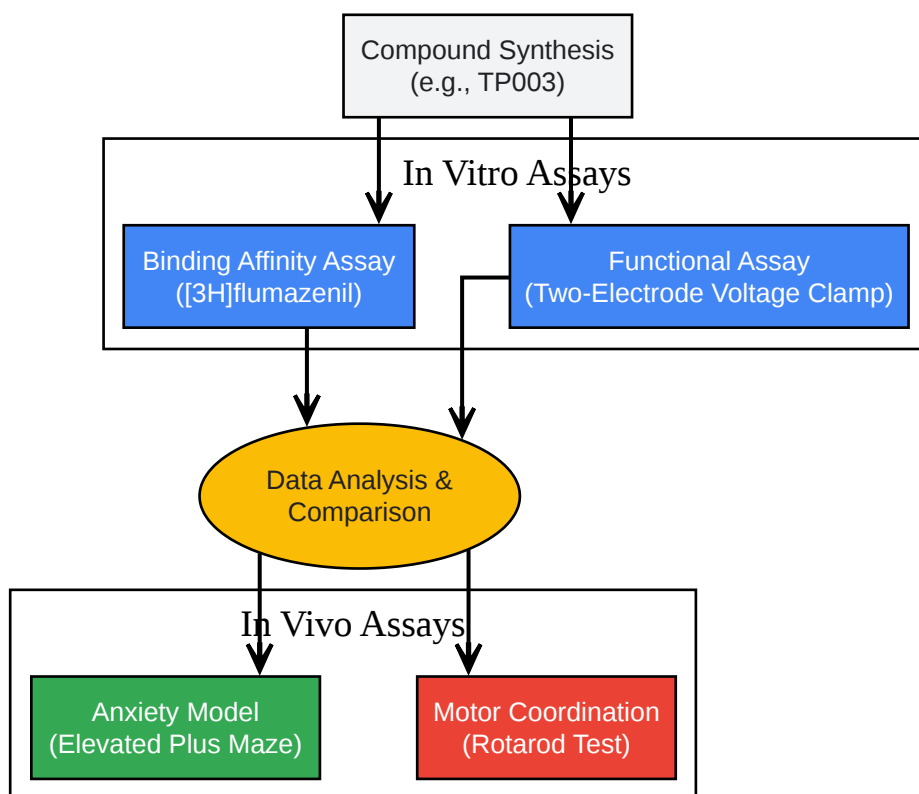 Compound Synthesis
(e.g., TP003)
In Vitro Assays
Binding Affinity Assay
([3H]flumazenil)
Functional Assay
(Two-Electrode Voltage Clamp)
Data Analysis &
Comparison
In Vivo Assays
Anxiety Model
(Elevated Plus Maze)
Motor Coordination
(Rotarod Test)